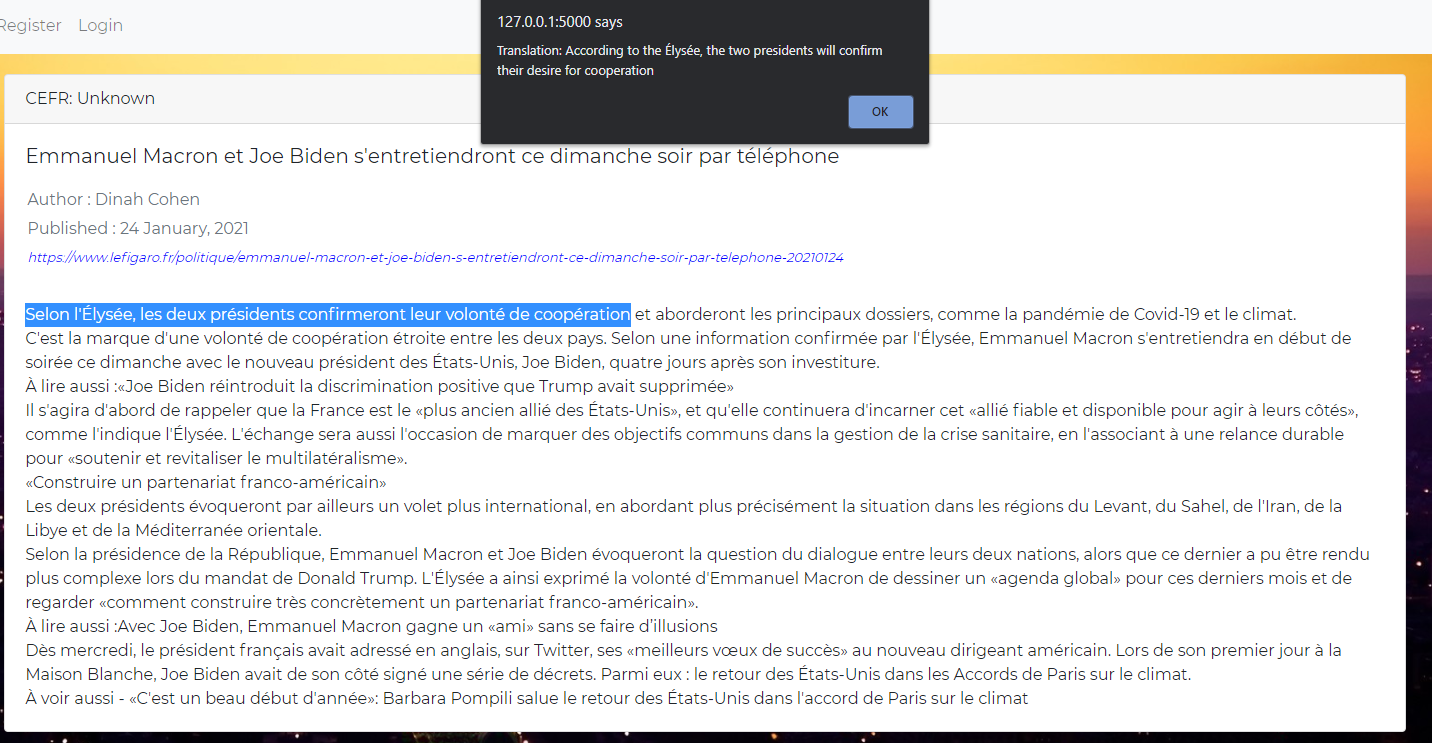 Register Login
127.0.0.1:5000 says
Translation: According to the Élysée, the two presidents will confirm
their desire for cooperation
OK
CEFR: Unknown
Emmanuel Macron et Joe Biden s'entretiendront ce dimanche soir par téléphone
Author : Dinah Cohen
Published : 24 January, 2021
https://www.lefigaro.fr/politique/emmanuel-macron-et-joe-biden-s-entretiendront-ce-dimanche-soir-par-telephone-20210124
Selon l'Élysée, les deux présidents confirmeront leur volonté de coopération et aborderont les principaux dossiers, comme la pandémie de Covid-19 et le climat.
C'est la marque d'une volonté de coopération étroite entre les deux pays. Selon une information confirmée par l'Élysée, Emmanuel Macron s'entretiendra en début de
soirée ce dimanche avec le nouveau président des États-Unis, Joe Biden, quatre jours après son investiture.
À lire aussi :«Joe Biden réintroduit la discrimination positive que Trump avait supprimée»
Il s'agira d'abord de rappeler que la France est le «plus ancien allié des États-Unis», et qu'elle continuera d'incarner cet «allié fiable et disponible pour agir à leurs côtés»,
comme l'indique l'Élysée. L'échange sera aussi l'occasion de marquer des objectifs communs dans la gestion de la crise sanitaire, en l'associant à une relance durable
pour «soutenir et revitaliser le multilatéralisme».
«Construire un partenariat franco-américain»
Les deux présidents évoqueront par ailleurs un volet plus international, en abordant plus précisément la situation dans les régions du Levant, du Sahel, de l'Iran, de la
Libye et de la Méditerranée orientale.
Selon la présidence de la République, Emmanuel Macron et Joe Biden évoqueront la question du dialogue entre leurs deux nations, alors que ce dernier a pu être rendu
plus complexe lors du mandat de Donald Trump. L'Élysée a ainsi exprimé la volonté d'Emmanuel Macron de dessiner un «agenda global» pour ces derniers mois et de
regarder «comment construire très concrètement un partenariat franco-américain».
À lire aussi :Avec Joe Biden, Emmanuel Macron gagne un «ami» sans se faire d’illusions
Dès mercredi, le président français avait adressé en anglais, sur Twitter, ses «meilleurs vœux de succès» au nouveau dirigeant américain. Lors de son premier jour à la
Maison Blanche, Joe Biden avait de son côté signé une série de décrets. Parmi eux : le retour des États-Unis dans les Accords de Paris sur le climat.
À voir aussi - «C'est un beau début d'année»: Barbara Pompili salue le retour des États-Unis dans l'accord de Paris sur le climat